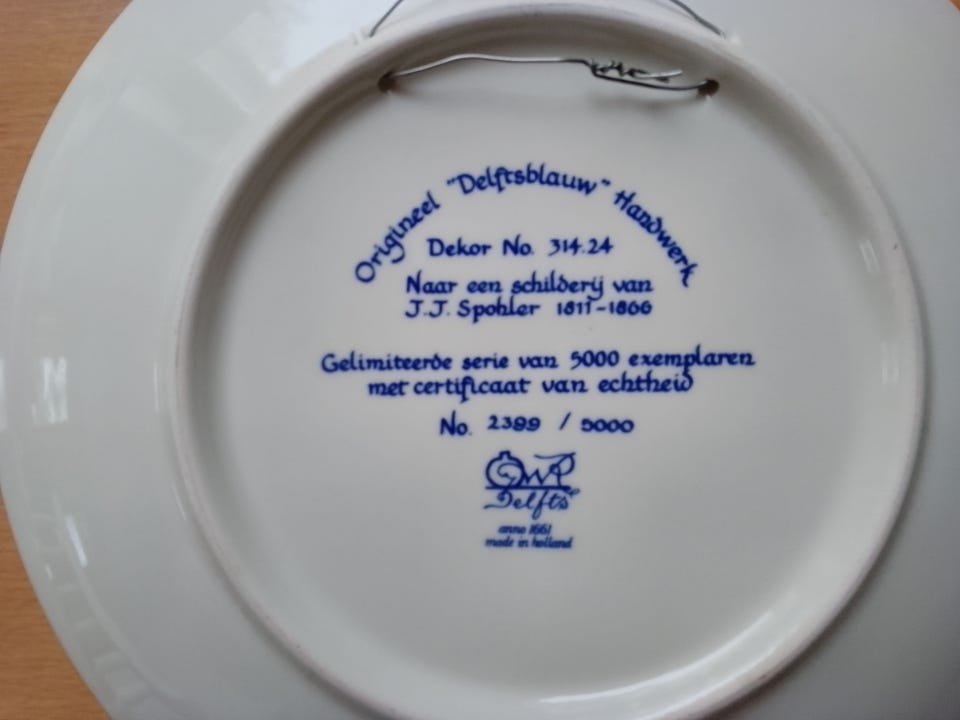 Origineel "Delftsblauw" Handwerk
Dekor No. 314.24
Naar een schilderij van
J.J. Spohler 1811-1866
Gelimiteerde serie van 5000 exemplaren
met certificaat van echtheid
No. 2399 / 5000
Delfts
anno 1661
made in holland